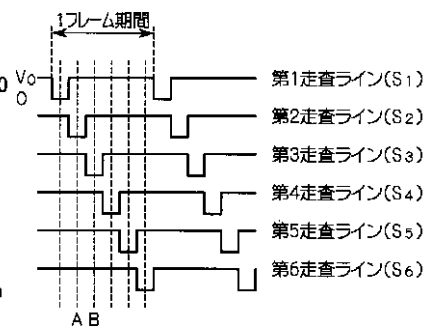 1フレーム期間
0 Vo
0
第1走査ライン(S1)
第2走査ライン(S2)
第3走査ライン(S3)
第4走査ライン(S4)
第5走査ライン(S5)
第6走査ライン(S6)
A B